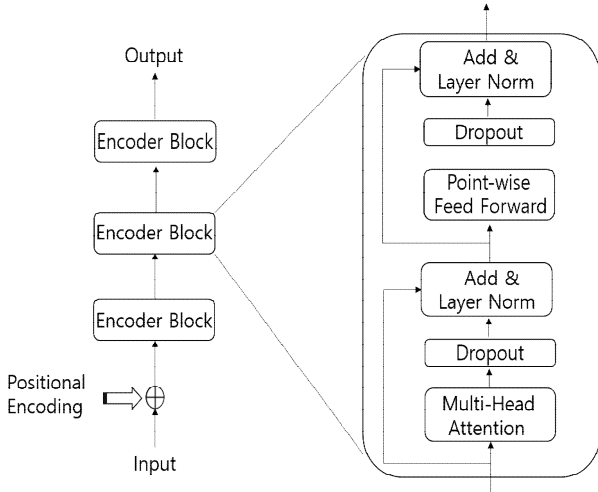 Output
Encoder Block
Encoder Block
Encoder Block
Positional
Encoding
Input
Add &
Layer Norm
Dropout
Point-wise
Feed Forward
Add &
Layer Norm
Dropout
Multi-Head
Attention